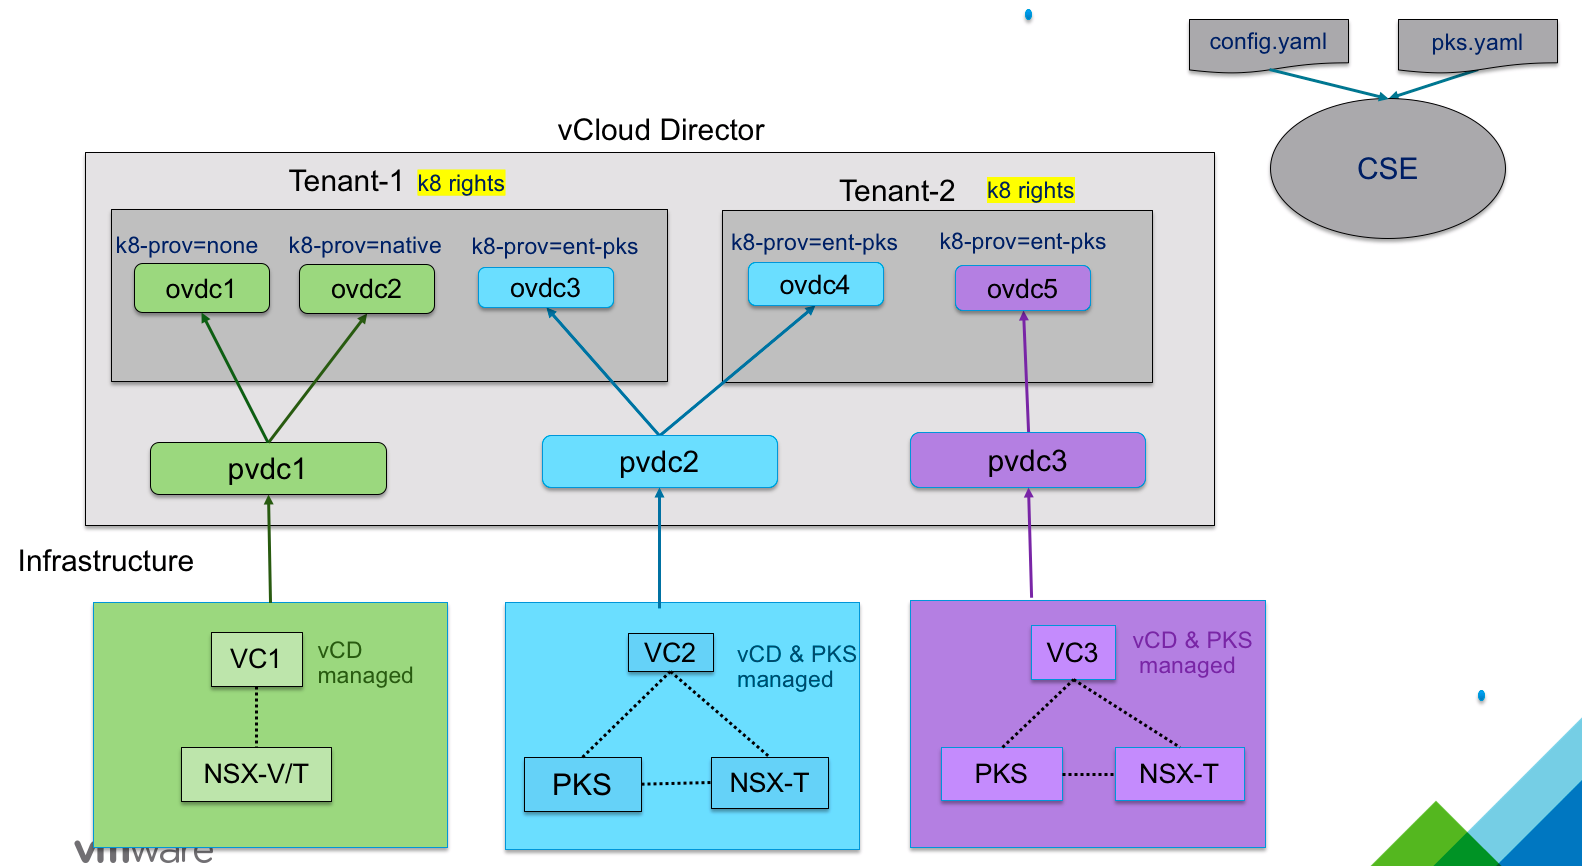 config.yaml
pks.yaml
CSE
vCloud Director
Tenant-1 k8 rights
Tenant-2 k8 rights
k8-prov=none
k8-prov=native
k8-prov=ent-pks
k8-prov=ent-pks
k8-prov=ent-pks
ovdc1
ovdc2
ovdc3
ovdc4
ovdc5
pvdc1
pvdc2
pvdc3
Infrastructure
VC1
vCD
managed
NSX-V/T
VC2
vCD & PKS
managed
PKS
NSX-T
VC3
vCD & PKS
managed
PKS
NSX-T
vmware